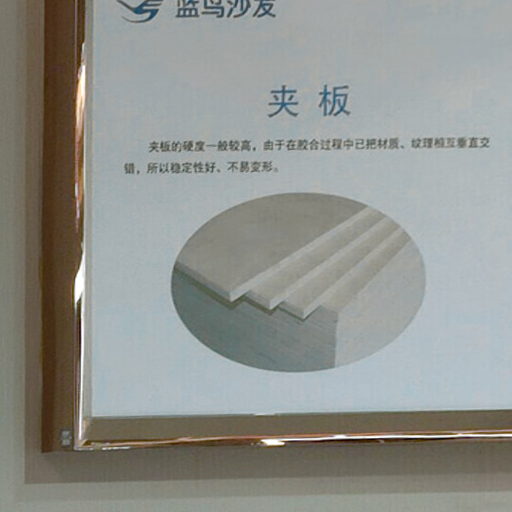 蓝鸟沙发
夹板
夹板的硬度一般较高，由于在胶合过程中已把材质、纹理相互垂直交
错，所以稳定性好、不易变形。